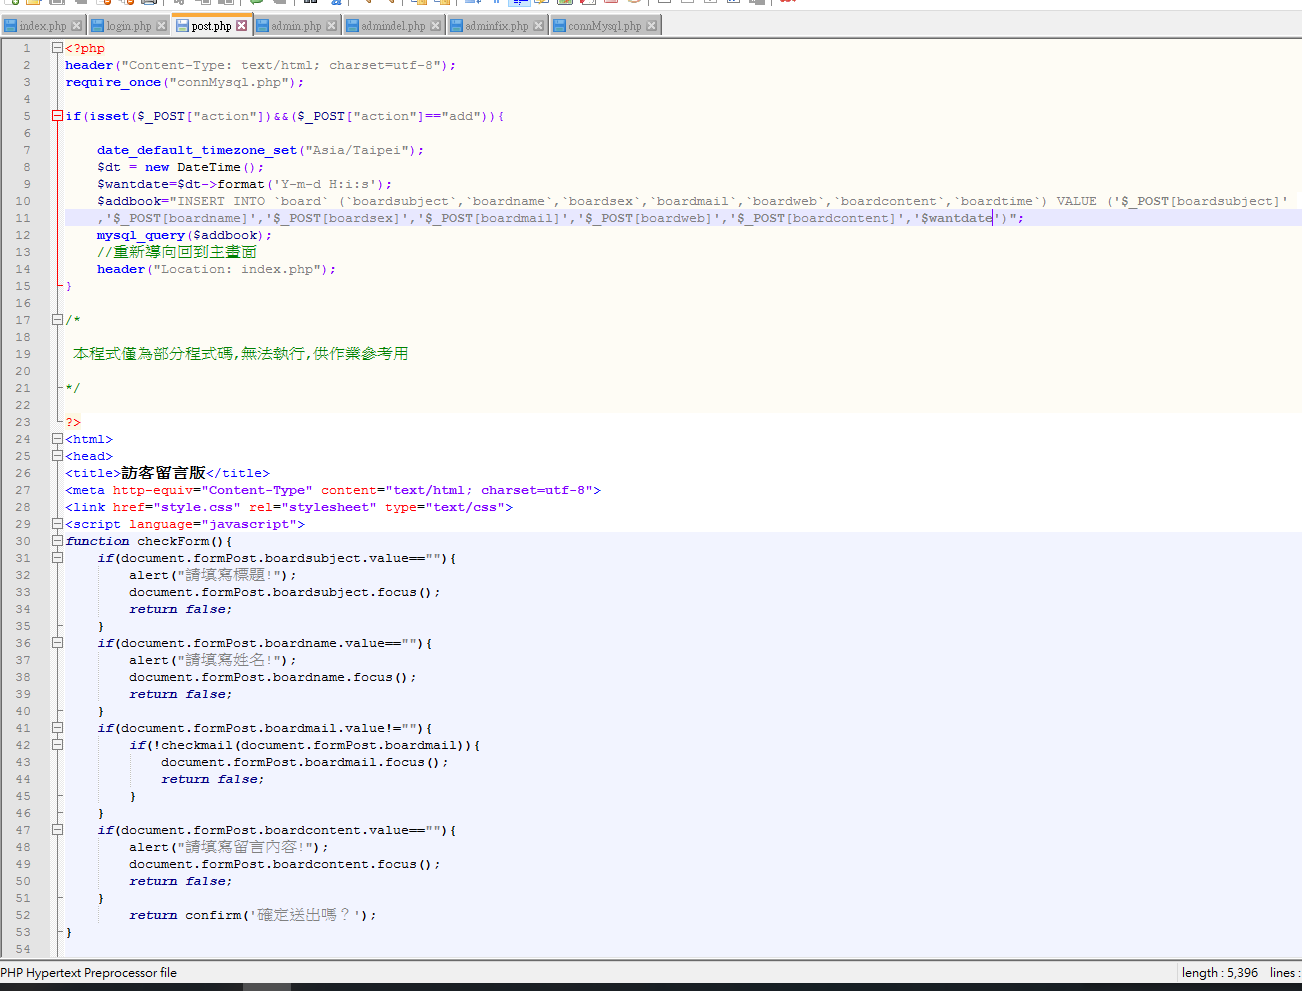 index.php login.php post.php admin.php admindel.php adminfix.php connMysql.php
1 <?php
2 header("Content-Type: text/html; charset=utf-8");
3 require_once("connMysql.php");
4
5 if(isset($_POST["action"])&&($_POST["action"]=="add")){
6
7 date_default_timezone_set("Asia/Taipei");
8 $dt = new DateTime();
9 $wantdate=$dt->format('Y-m-d H:i:s');
10 $addbook="INSERT INTO `board` (`boardsubject`,`boardname`,`boardsex`,`boardmail`,`boardweb`,`boardcontent`,`boardtime`) VALUE ('$_POST[boardsubject]'
11 ,'$_POST[boardname]','$_POST[boardsex]','$_POST[boardmail]','$_POST[boardweb]','$_POST[boardcontent]','$wantdate')";
12 mysql_query($addbook);
13 //重新導向回到主畫面
14 header("Location: index.php");
15 }
16
17 /*
18
19 本程式僅為部分程式碼,無法執行,供作業參考用
20
21 */
22
23 ?>
24 <html>
25 <head>
26 <title>訪客留言版</title>
27 <meta http-equiv="Content-Type" content="text/html; charset=utf-8">
28 <link href="style.css" rel="stylesheet" type="text/css">
29 <script language="javascript">
30 function checkForm(){
31 if(document.formPost.boardsubject.value==""){
32 alert("請填寫標題!");
33 document.formPost.boardsubject.focus();
34 return false;
35 }
36 if(document.formPost.boardname.value==""){
37 alert("請填寫姓名!");
38 document.formPost.boardname.focus();
39 return false;
40 }
41 if(document.formPost.boardmail.value!=""){
42 if(!checkmail(document.formPost.boardmail)){
43 document.formPost.boardmail.focus();
44 return false;
45 }
46 }
47 if(document.formPost.boardcontent.value==""){
48 alert("請填寫留言內容!");
49 document.formPost.boardcontent.focus();
50 return false;
51 }
52 return confirm('確定送出嗎？');
53 }
54
PHP Hypertext Preprocessor file length : 5,396 lines :